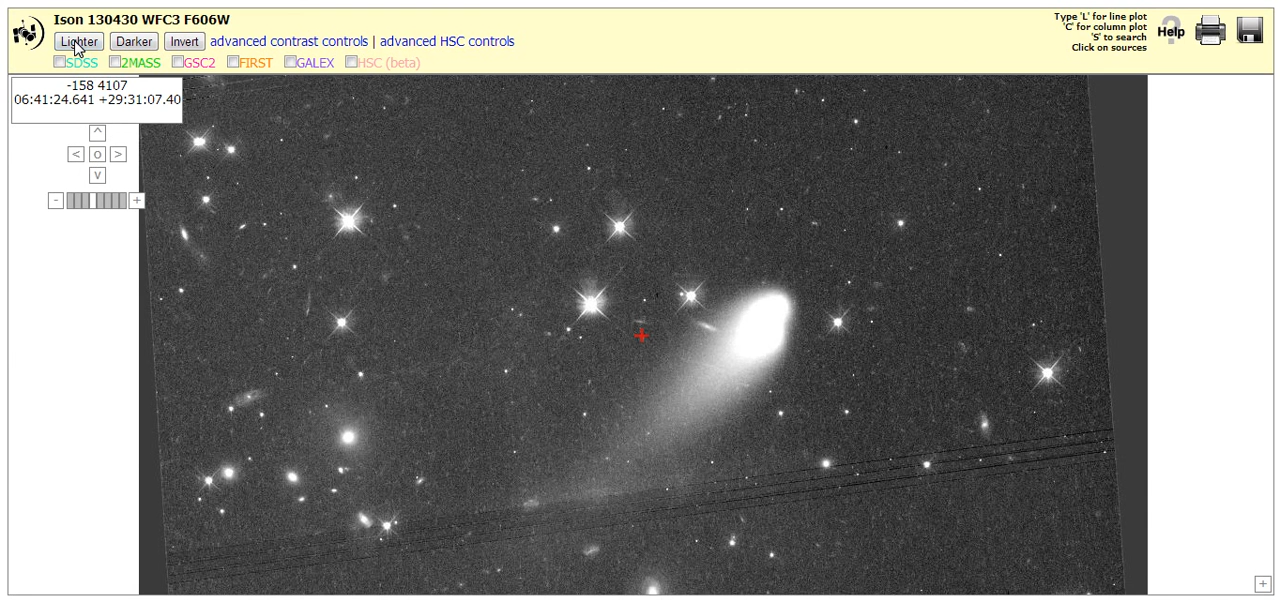 Ison 130430 WFC3 F606W
Lighter Darker Invert advanced contrast controls | advanced HSC controls
SDSS 2MASS GSC2 FIRST GALEX HSC (beta)
Type 'L' for line plot
'C' for column plot
'S' to search
Click on sources
Help
-158 4107
06:41:24.641 +29:31:07.40
^
< o >
v
- +
+